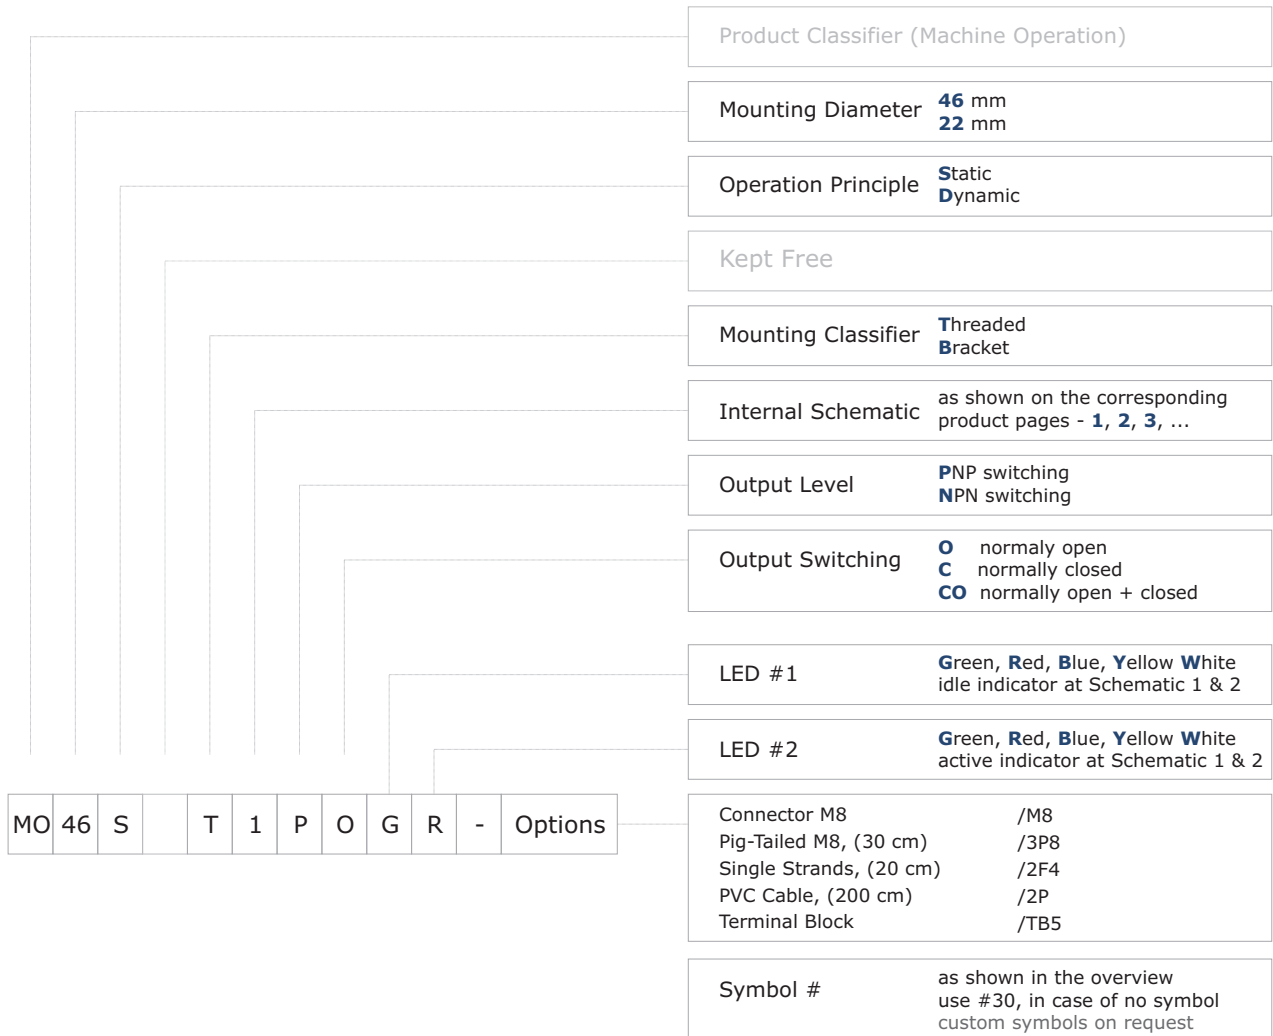 Product Classifier (Machine Operation)
Mounting Diameter 46 mm
22 mm
Operation Principle Static
Dynamic
Kept Free
Mounting Classifier Threaded
Bracket
Internal Schematic as shown on the corresponding
product pages - 1, 2, 3, ...
Output Level PNP switching
NPN switching
Output Switching O normaly open
C normally closed
CO normally open + closed
LED #1 Green, Red, Blue, Yellow White
idle indicator at Schematic 1 & 2
LED #2 Green, Red, Blue, Yellow White
active indicator at Schematic 1 & 2
MO 46 S T 1 P O G R - Options
Connector M8 /M8
Pig-Tailed M8, (30 cm) /3P8
Single Strands, (20 cm) /2F4
PVC Cable, (200 cm) /2P
Terminal Block /TB5
Symbol # as shown in the overview
use #30, in case of no symbol
custom symbols on request